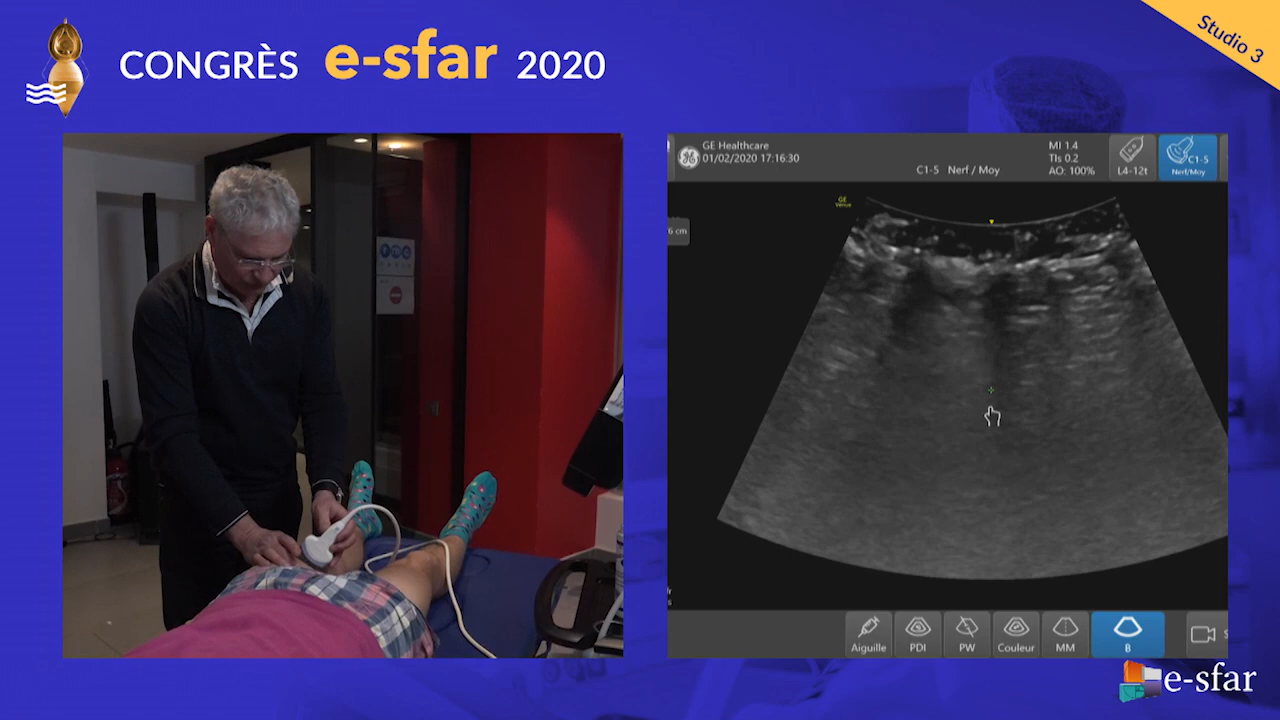 CONGRÈS e-sfar 2020
Studio 3
GE Healthcare
01/02/2020 17:16:30
C1-5 Nerf / Moy
MI 1.4
TIs 0.2
AO: 100%
L4-12t
C1-5
Nerf/Moy
GE
Venue
6 cm
Aiguille
PDI
PW
Couleur
MM
B
e-sfar